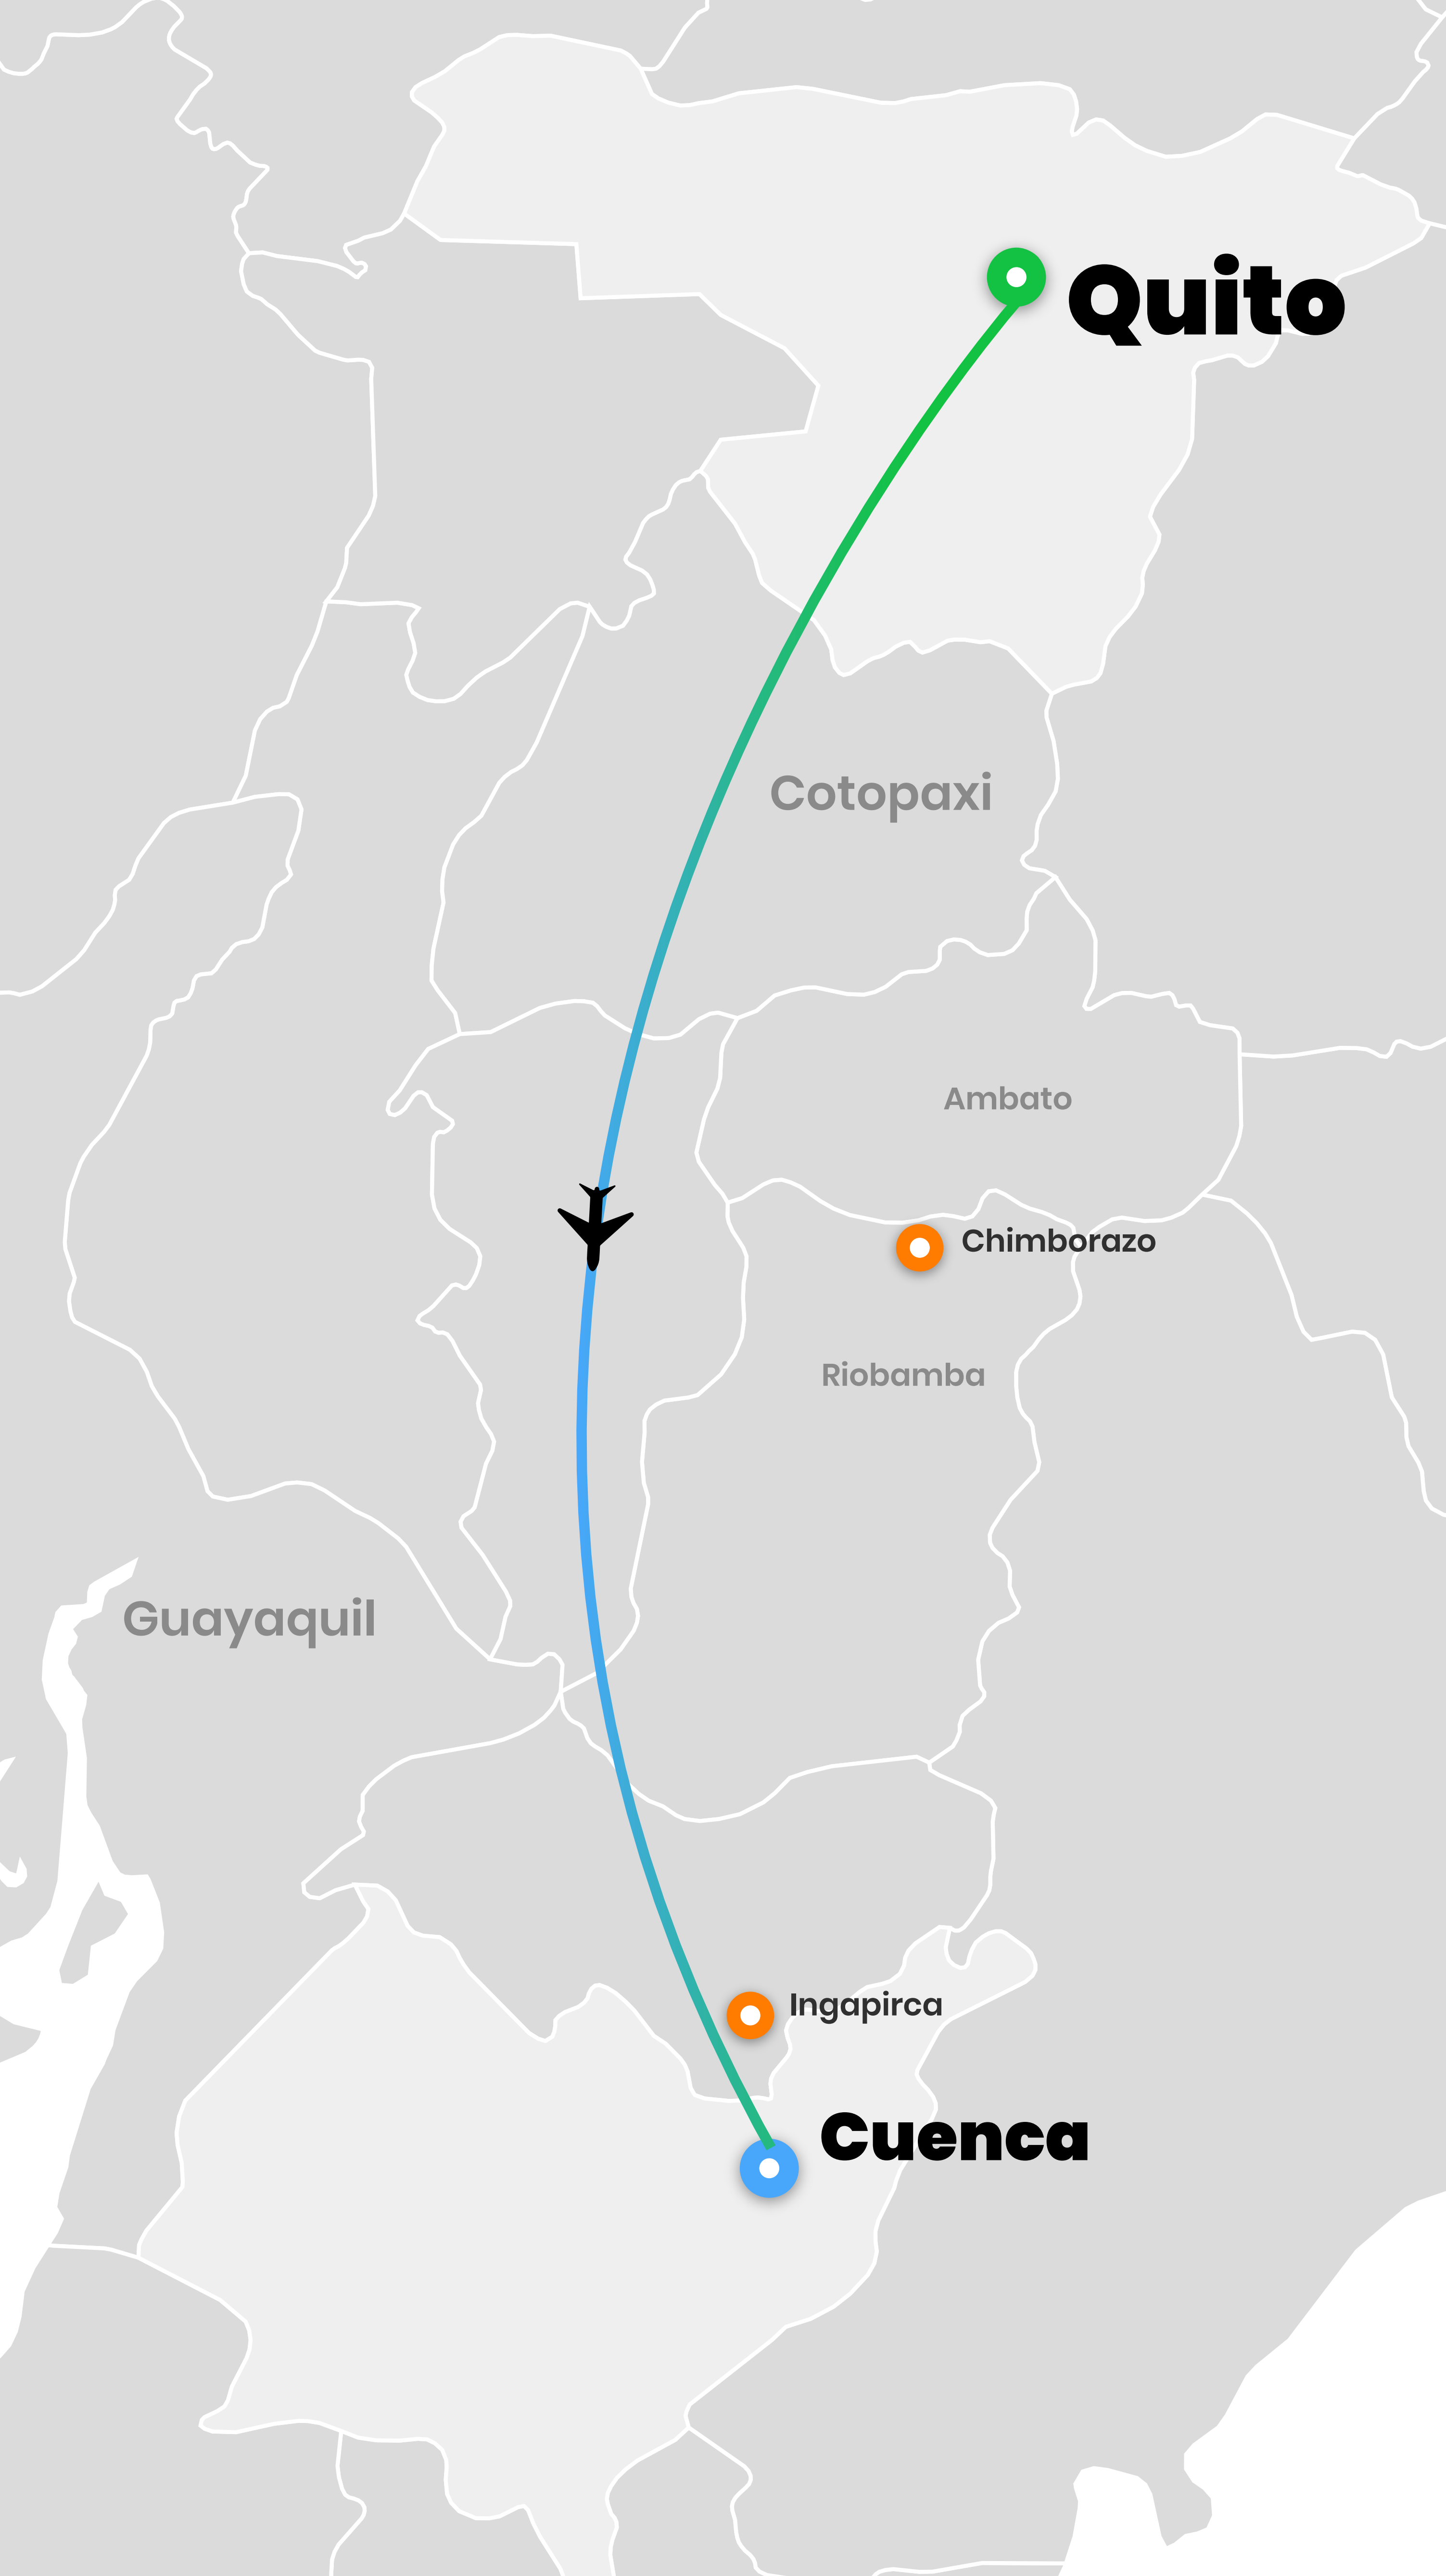 Quito
Cotopaxi
Ambato
Chimborazo
Riobamba
Guayaquil
Ingapirca
Cuenca